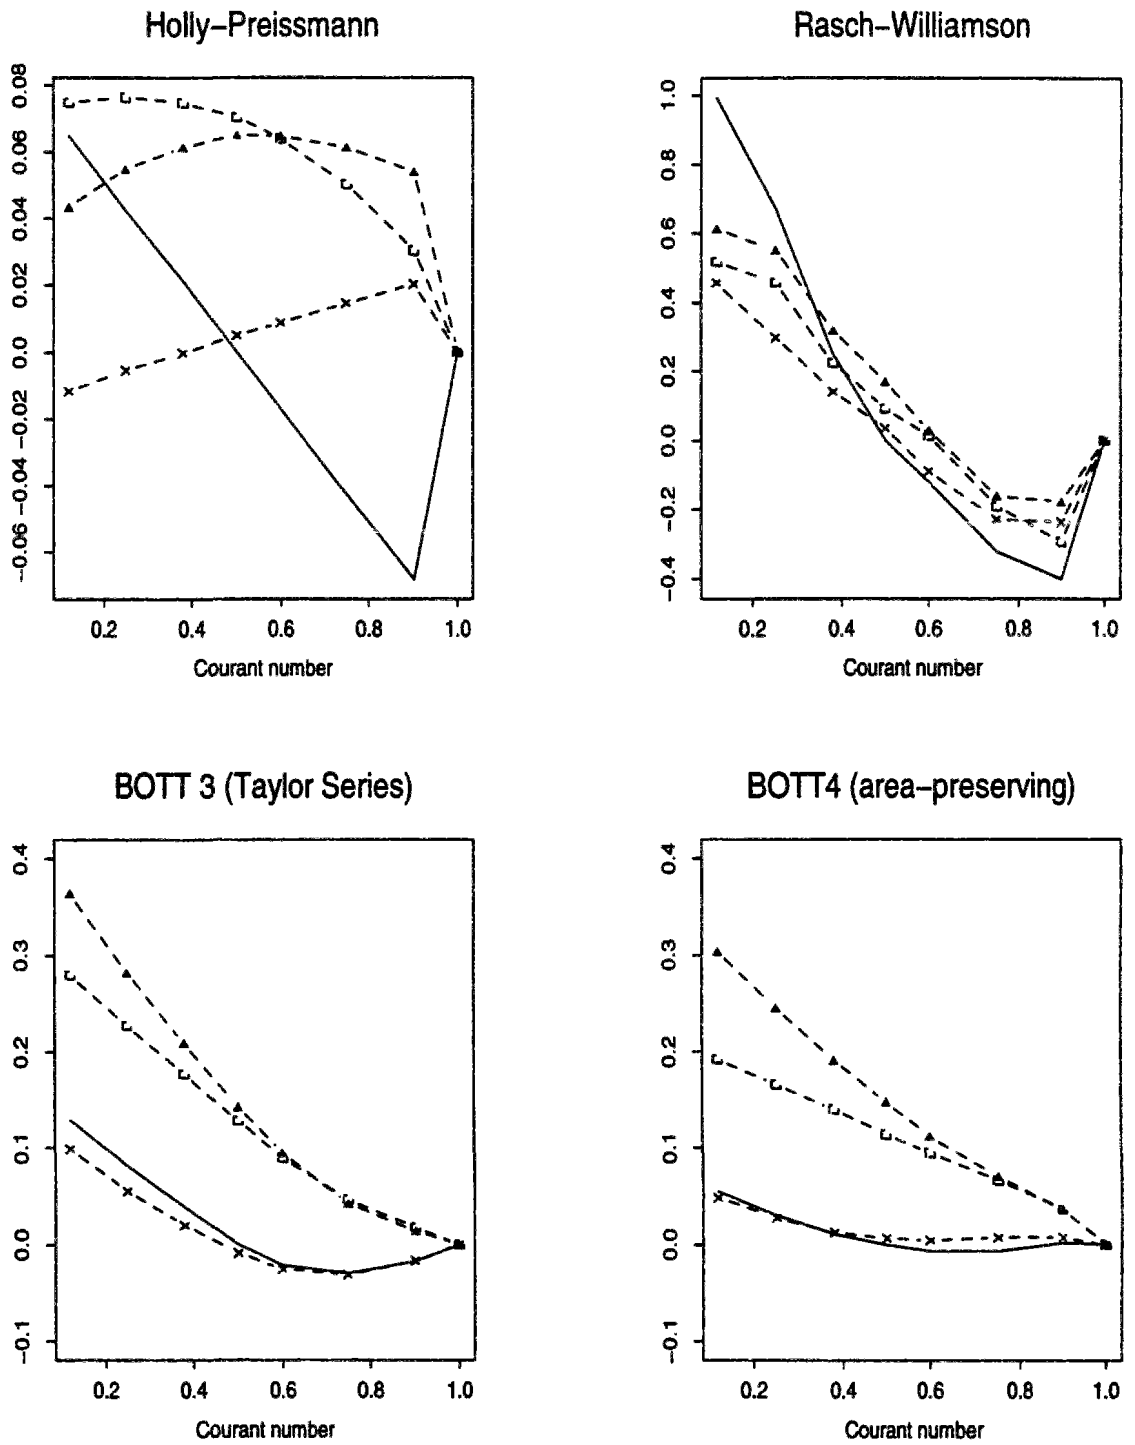 Holly–Preissmann
0.08
0.06
0.04
0.02
0.0
−0.02
−0.04
−0.06
0.2 0.4 0.6 0.8 1.0
Courant number
Rasch–Williamson
1.0
0.8
0.6
0.4
0.2
0.0
−0.2
−0.4
0.2 0.4 0.6 0.8 1.0
Courant number
BOTT 3 (Taylor Series)
0.4
0.3
0.2
0.1
0.0
−0.1
0.2 0.4 0.6 0.8 1.0
Courant number
BOTT4 (area–preserving)
0.4
0.3
0.2
0.1
0.0
−0.1
0.2 0.4 0.6 0.8 1.0
Courant number